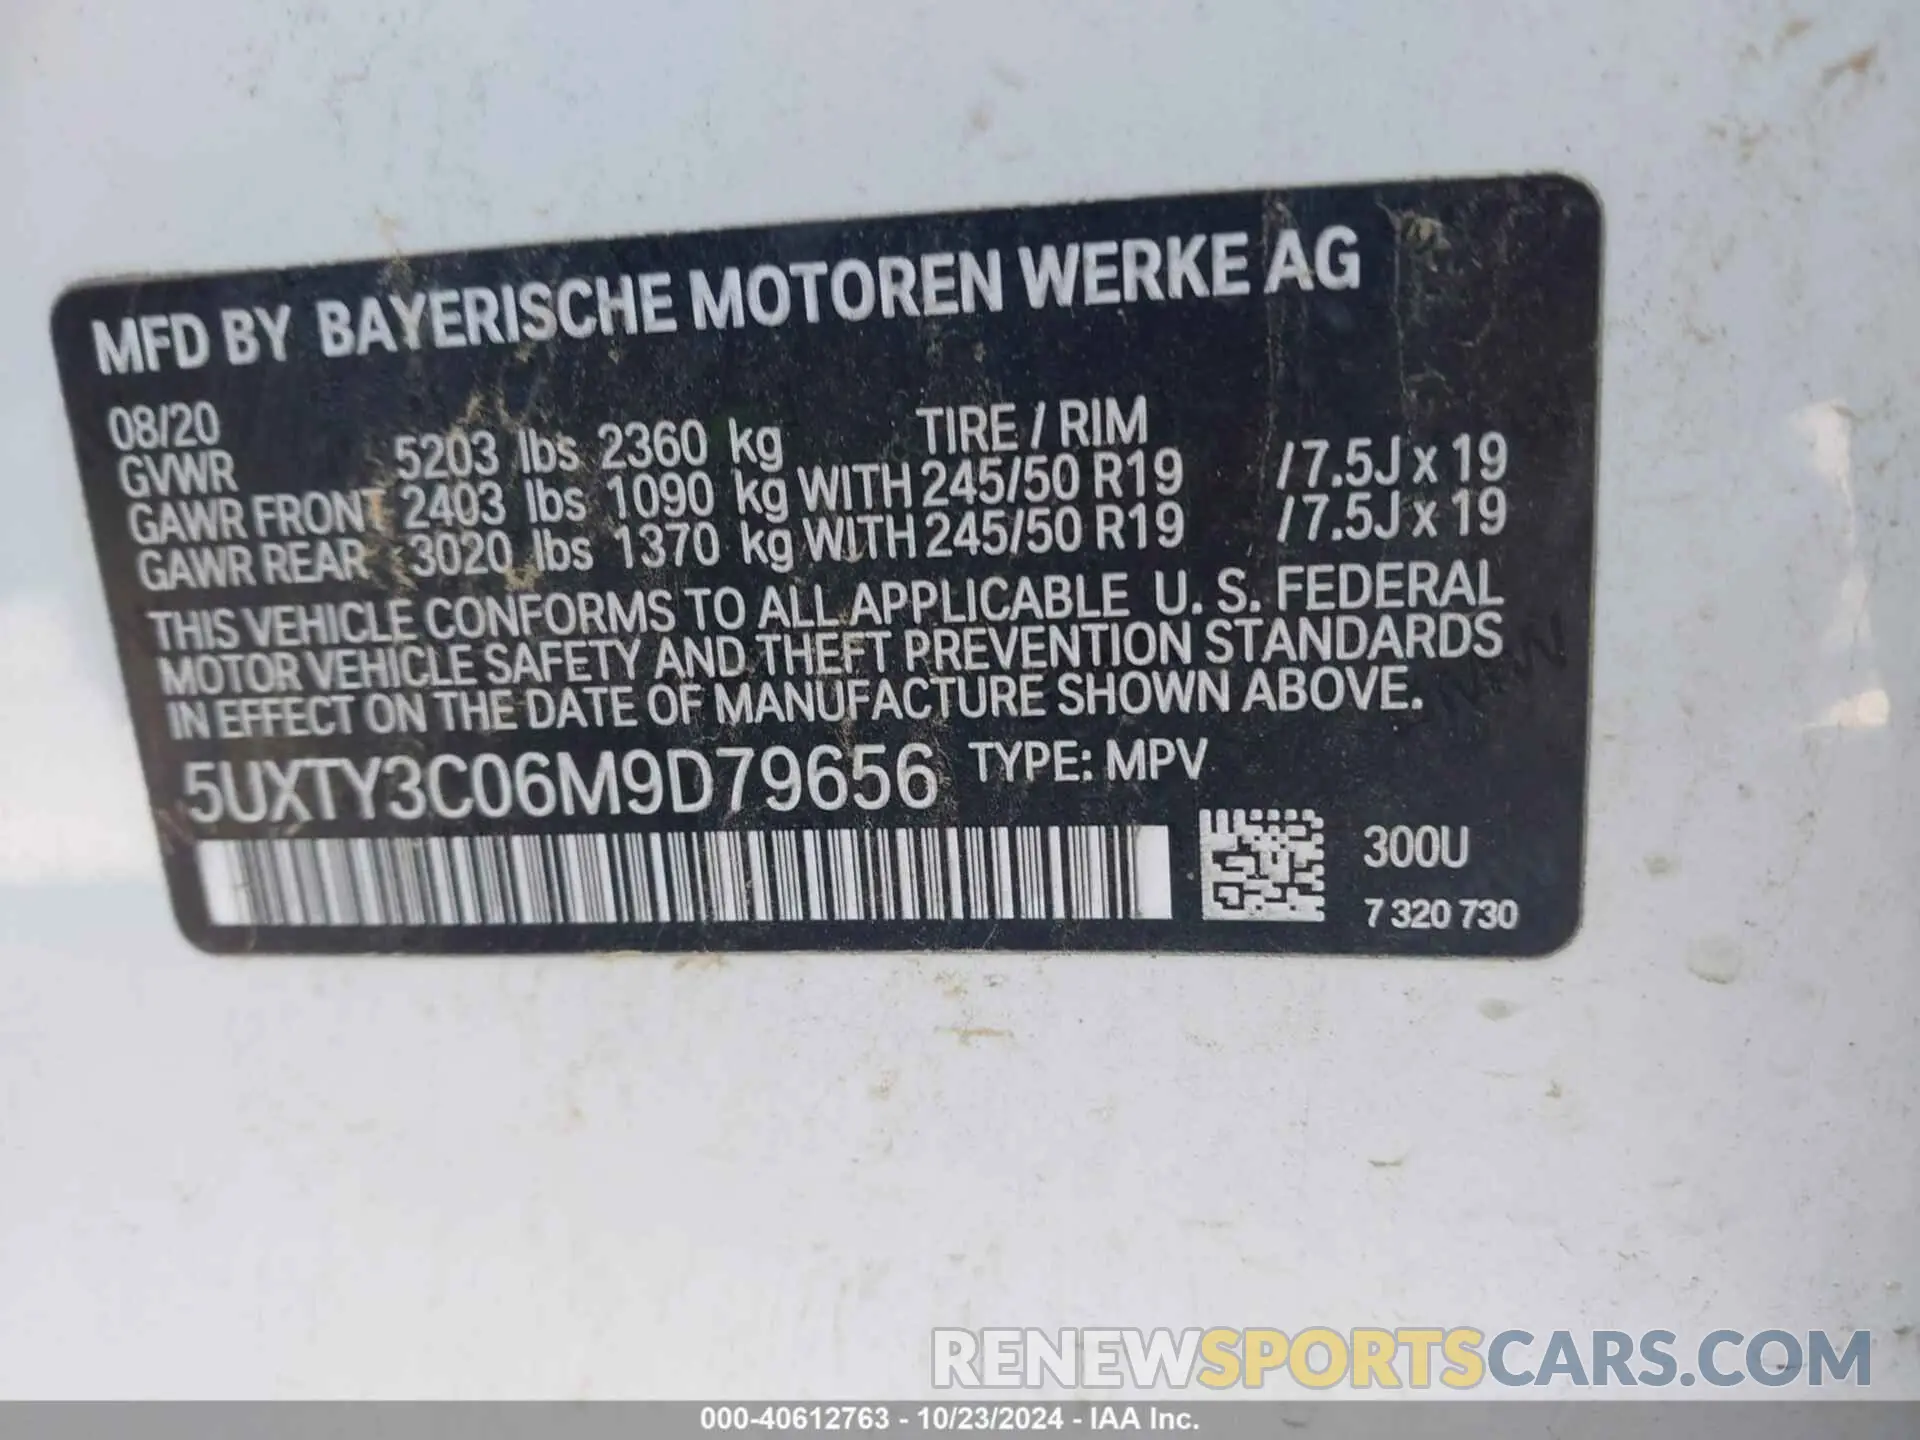 MFD BY BAYERISCHE MOTOREN WERKE AG
08/20 TIRE / RIM
GVWR 5203 lbs 2360 kg
GAWR FRONT 2403 lbs 1090 kg WITH 245/50 R19 /7.5J x 19
GAWR REAR 3020 lbs 1370 kg WITH 245/50 R19 /7.5J x 19
THIS VEHICLE CONFORMS TO ALL APPLICABLE U. S. FEDERAL
MOTOR VEHICLE SAFETY AND THEFT PREVENTION STANDARDS
IN EFFECT ON THE DATE OF MANUFACTURE SHOWN ABOVE.
5UXTY3C06M9D79656 TYPE: MPV
300U
7 320 730
RENEWSPORTSCARS.COM
000-40612763 - 10/23/2024 - IAA Inc.